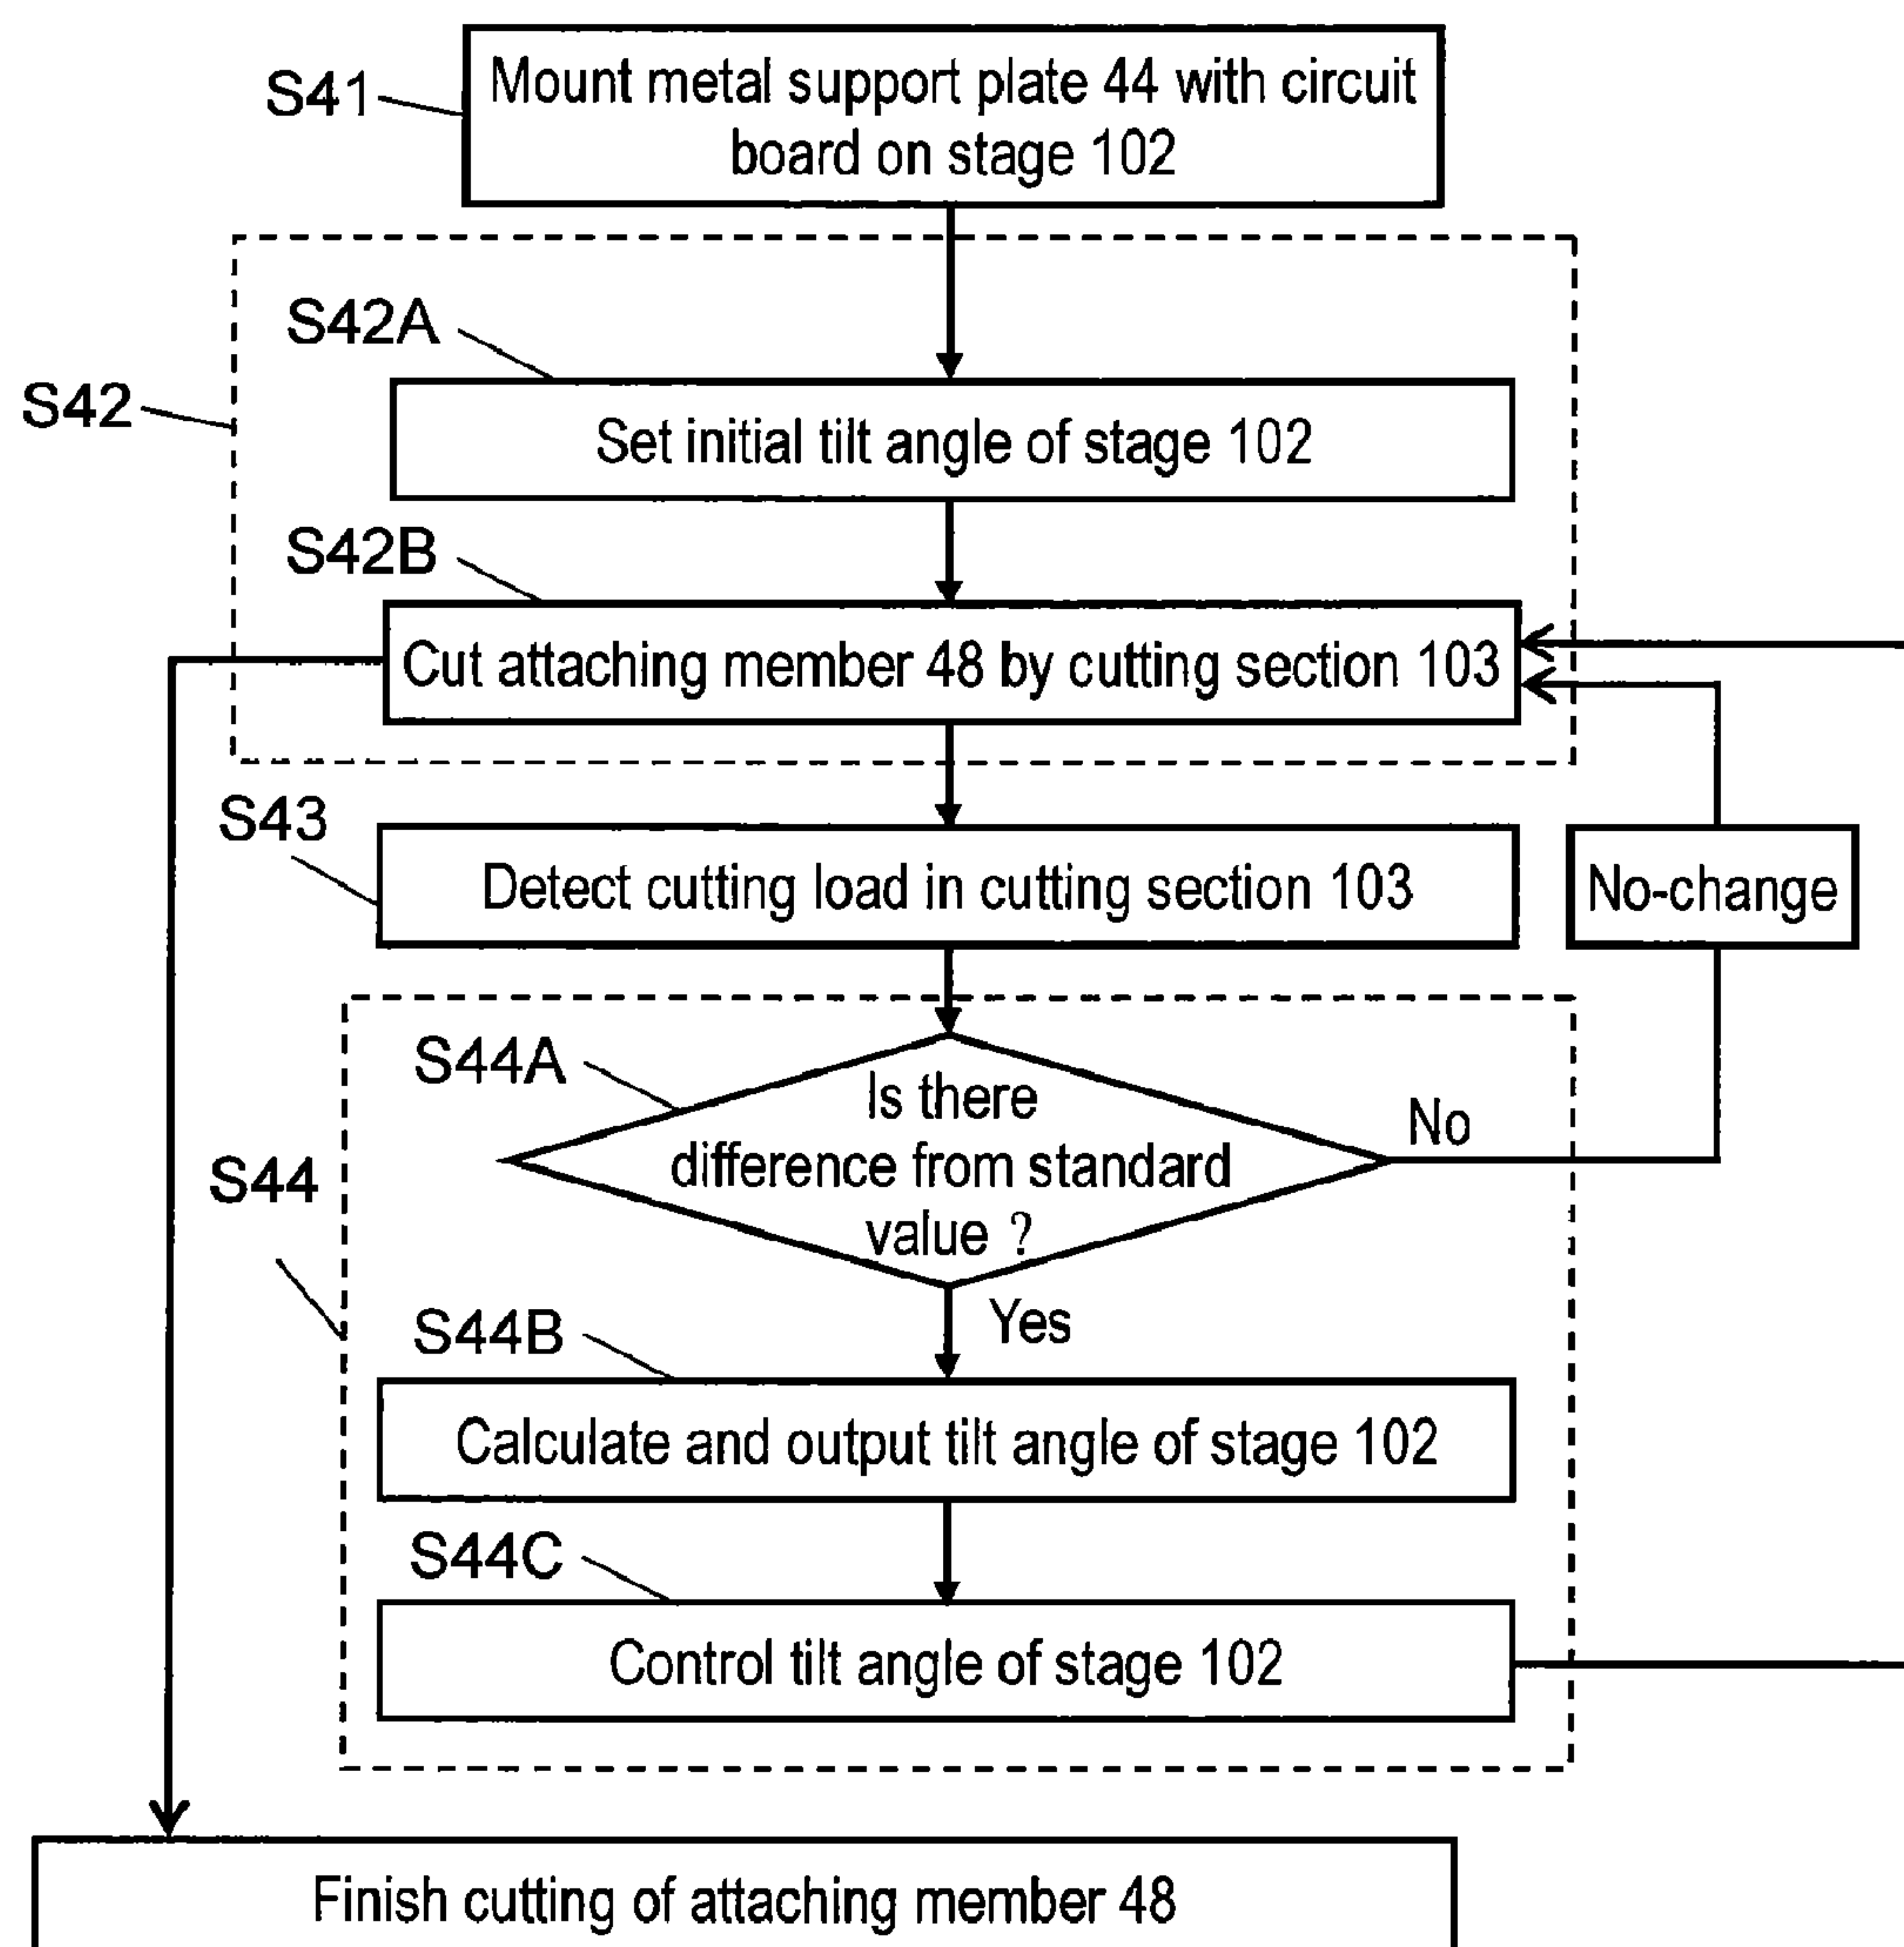 S41
Mount metal support plate 44 with circuit
board on stage 102
S42
S42A
Set initial tilt angle of stage 102
S42B
Cut attaching member 48 by cutting section 103
S43
Detect cutting load in cutting section 103
No-change
S44
S44A
Is there
difference from standard
value ?
No
Yes
S44B
Calculate and output tilt angle of stage 102
S44C
Control tilt angle of stage 102
Finish cutting of attaching member 48